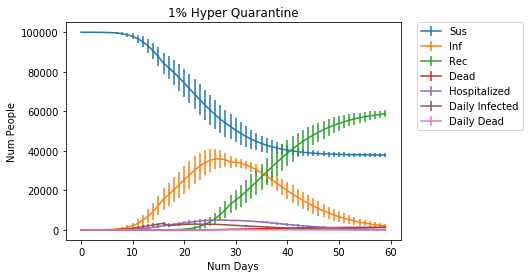 1% Hyper Quarantine
Num People
100000
80000
60000
40000
20000
0
0
10
20
30
40
50
60
Num Days
Sus
Inf
Rec
Dead
Hospitalized
Daily Infected
Daily Dead